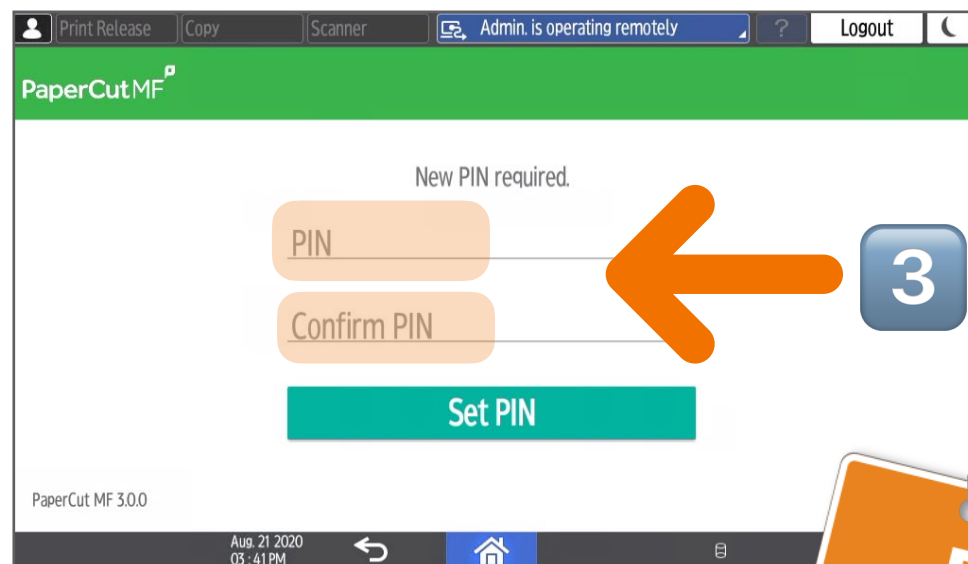 Print Release Copy Scanner Admin. is operating remotely ? Logout
PaperCut MF
New PIN required.
PIN
3
Confirm PIN
Set PIN
PaperCut MF 3.0.0
Aug. 21 2020
03 : 41 PM